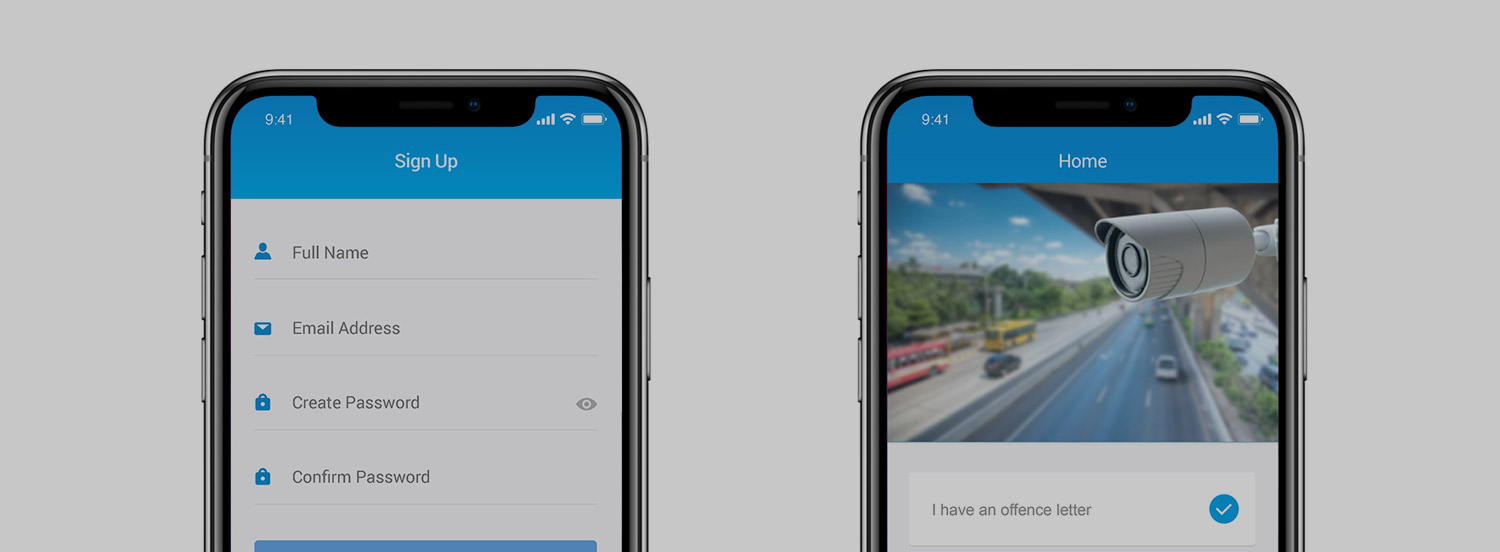 9:41
Sign Up
Full Name
Email Address
Create Password
Confirm Password
9:41
Home
I have an offence letter